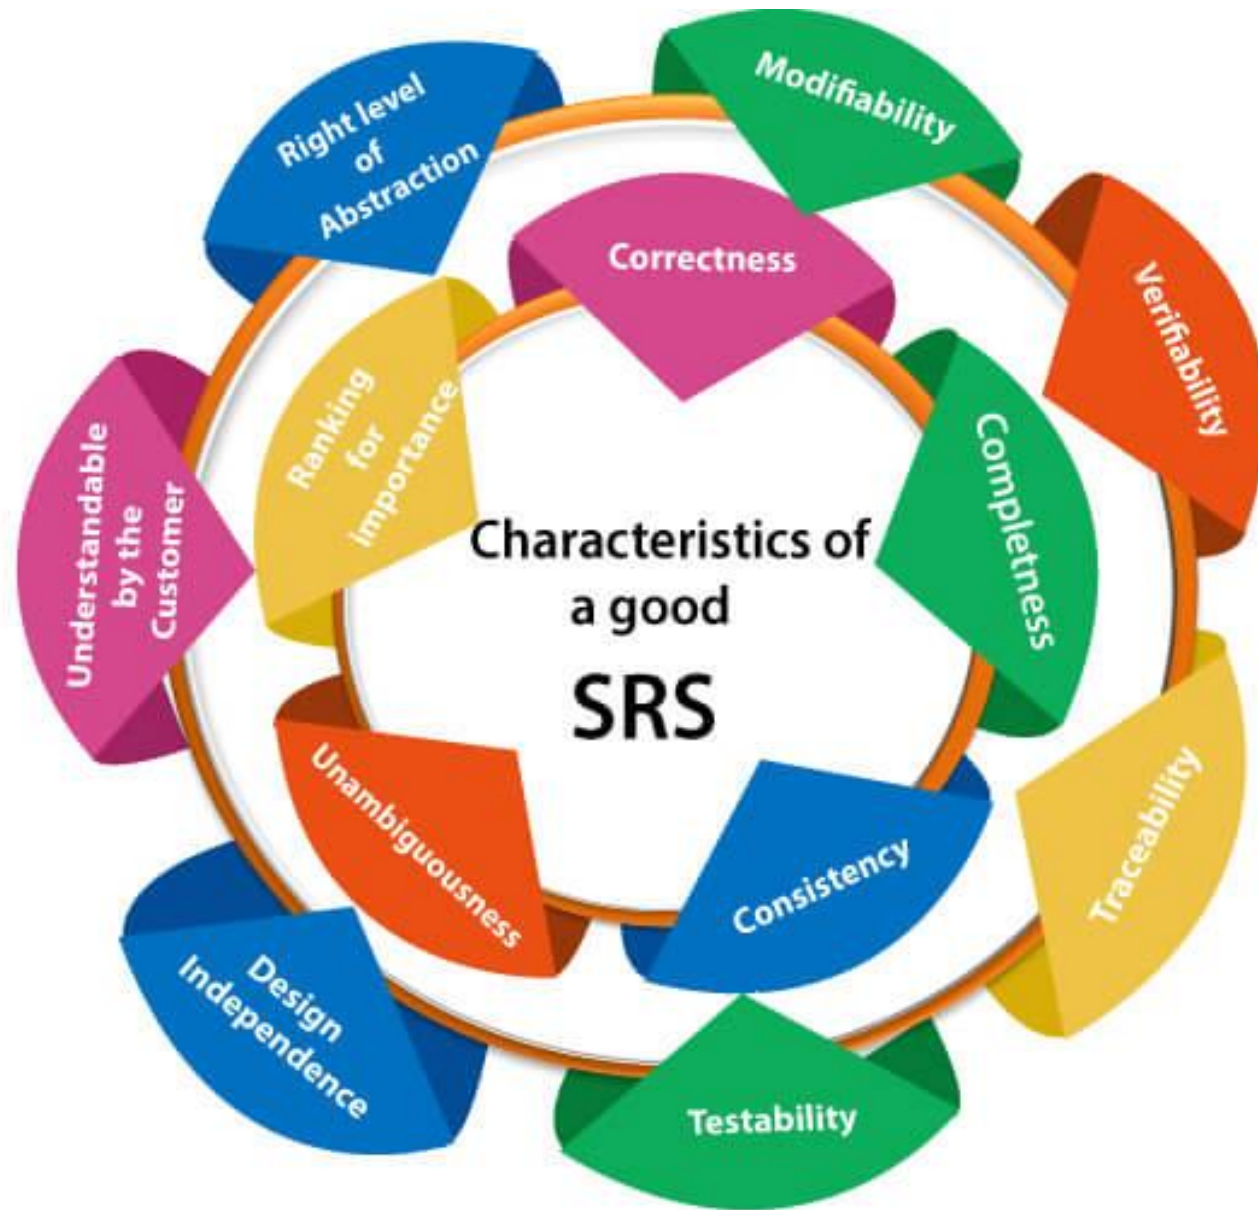 Characteristics of
a good
SRS
Correctness
Completness
Consistency
Unambiguousness
Ranking
for
importance
Modifiability
Verifiability
Traceability
Testability
Design
Independence
Understandable
by the
Customer
Right level
of
Abstraction